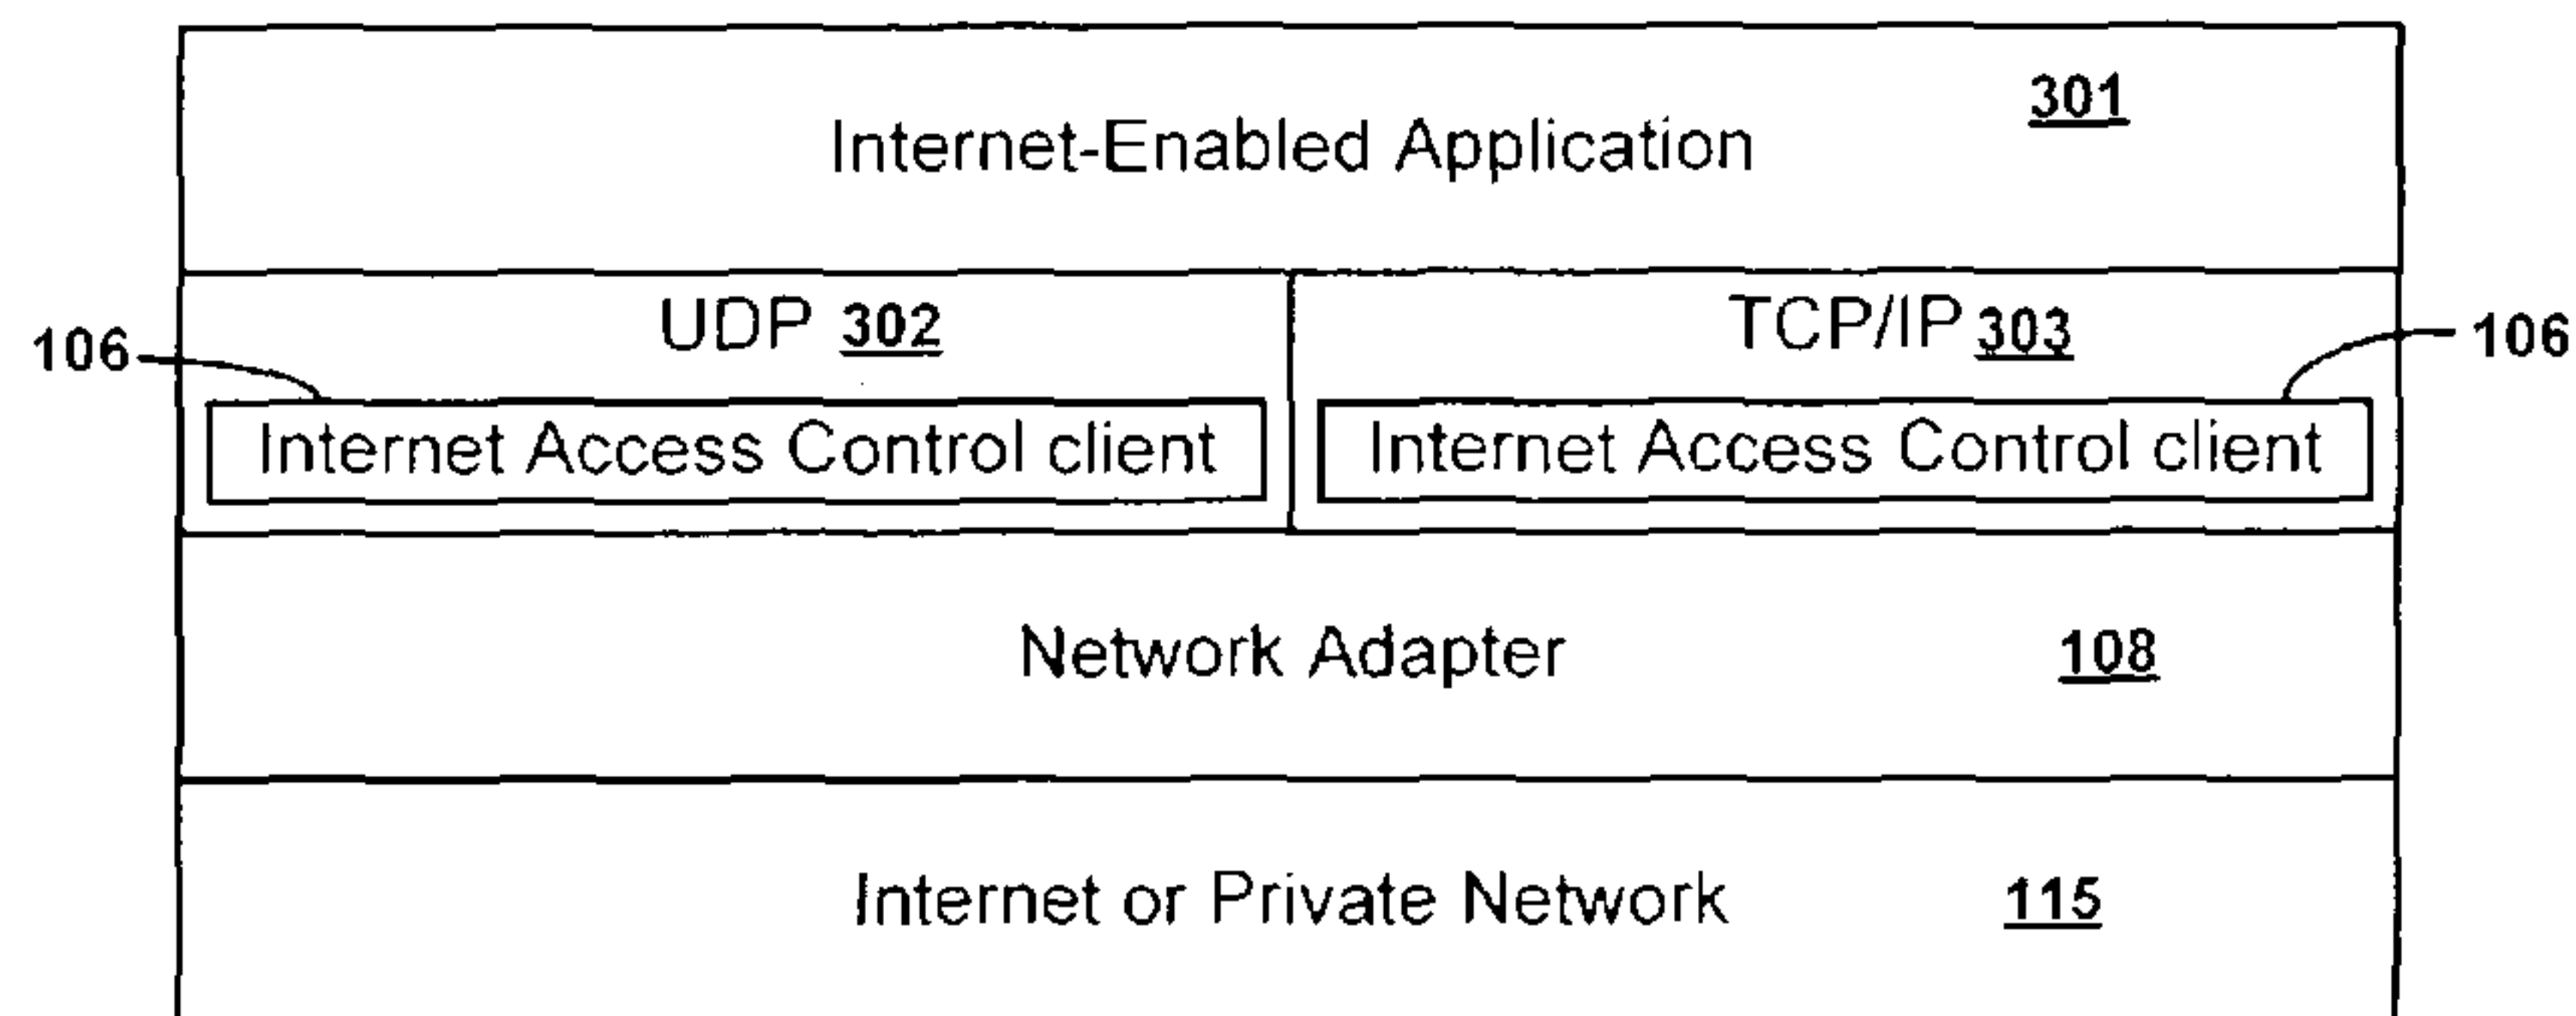 301
Internet-Enabled Application
UDP 302
TCP/IP 303
106
106
Internet Access Control client
Internet Access Control client
Network Adapter 108
Internet or Private Network 115